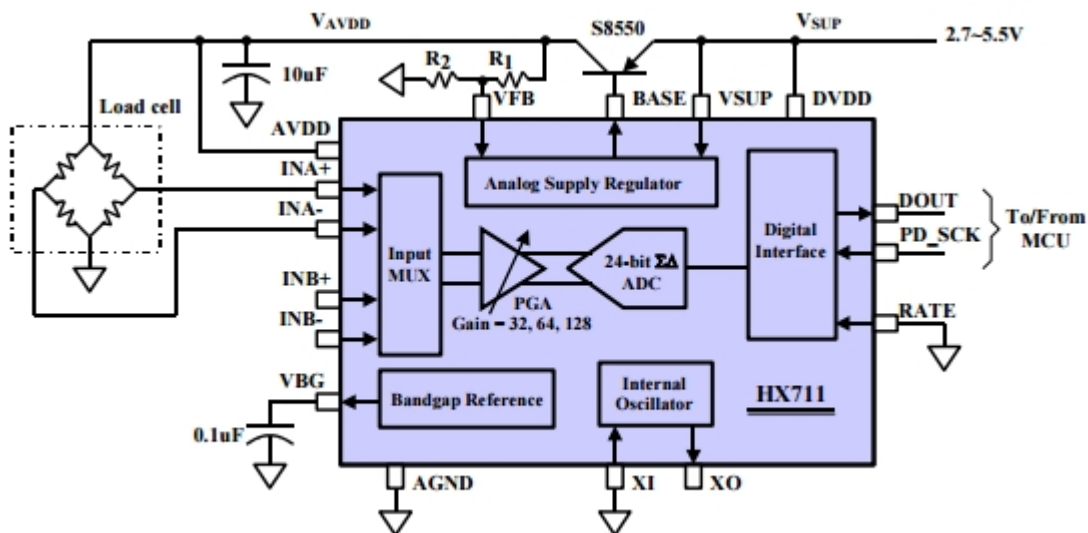 V_AVDD
S8550
V_SUP
2.7~5.5V
R2
R1
10uF
VFB
BASE
VSUP
DVDD
Load cell
AVDD
INA+
INA-
INB+
INB-
VBG
0.1uF
Analog Supply Regulator
Input
MUX
PGA
Gain = 32, 64, 128
24-bit ΣΔ
ADC
Digital
Interface
DOUT
PD_SCK
To/From
MCU
RATE
Bandgap Reference
Internal
Oscillator
HX711
AGND
XI
XO